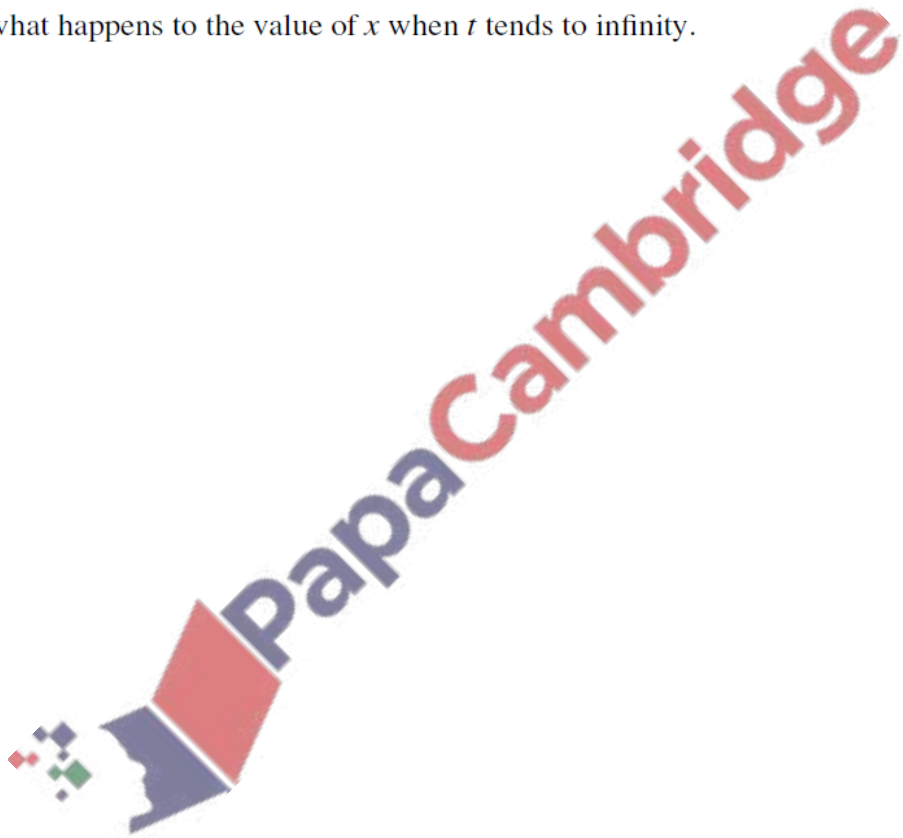 what happens to the value of x when t tends to infinity.
PapaCambridge